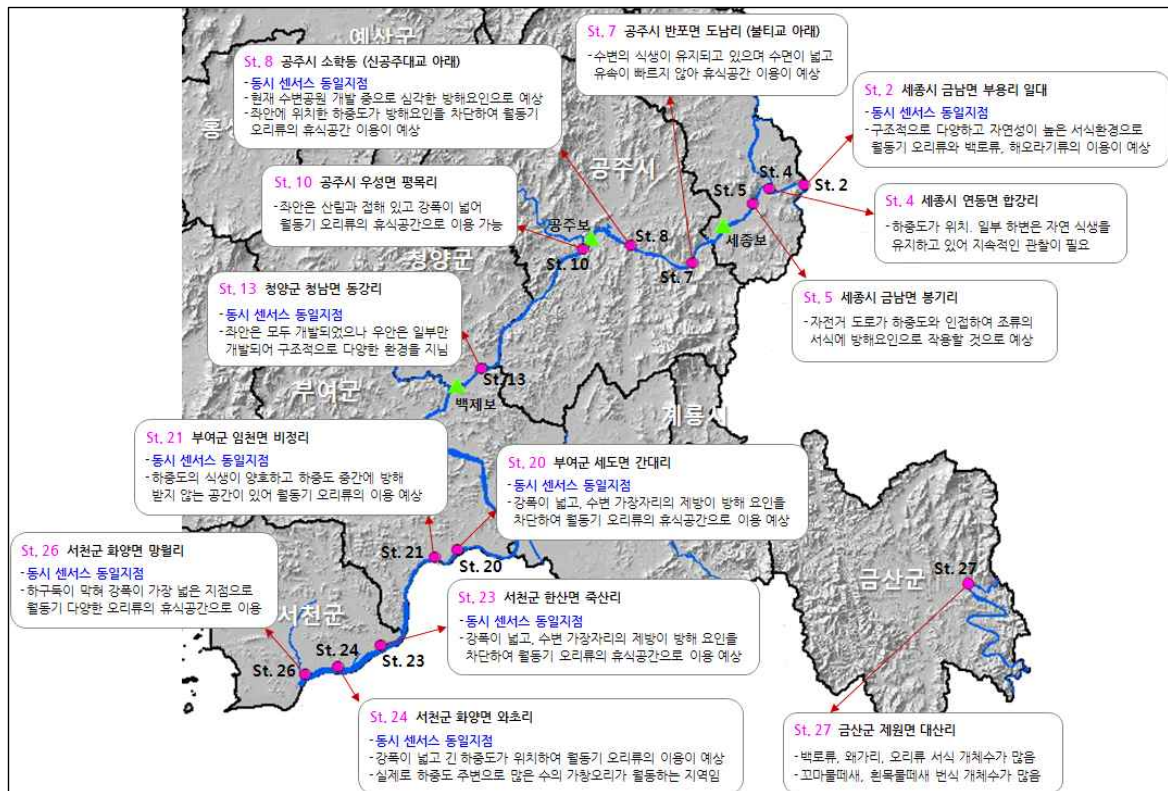 St. 7 공주시 반포면 도남리 (불티교 아래)
- 수변의 식생이 유지되고 있으며 수면이 넓고
유속이 빠르지 않아 휴식공간 이용이 예상
예산군
St. 8 공주시 소학동 (신공주대교 아래)
- 동시 센서스 동일지점
- 현재 수변공원 개발 중으로 심각한 방해요인으로 예상
- 좌안에 위치한 하중도가 방해요인을 차단하여 월동기
오리류의 휴식공간 이용이 예상
St. 2 세종시 금남면 부용리 일대
- 동시 센서스 동일지점
- 구조적으로 다양하고 자연성이 높은 서식환경으로
월동기 오리류와 백로류, 해오라기류의 이용이 예상
홍성
공주시
St. 10 공주시 우성면 평목리
- 좌안은 산림과 접해 있고 강폭이 넓어
월동기 오리류의 휴식공간으로 이용 가능
St. 4
St. 2
St. 5
St. 4 세종시 연동면 합강리
- 하중도가 위치. 일부 하변은 자연 식생을
유지하고 있어 지속적인 관찰이 필요
공주보
St. 8
세종보
St. 10
St. 7
청양군
St. 13 청양군 청남면 동강리
- 동시 센서스 동일지점
- 좌안은 모두 개발되었으나 우안은 일부만
개발되어 구조적으로 다양한 환경을 지님
St. 5 세종시 금남면 봉기리
- 자전거 도로가 하중도와 인접하여 조류의
서식에 방해요인으로 작용할 것으로 예상
St. 13
부여군
백제보
계룡시
St. 21 부여군 임천면 비정리
- 동시 센서스 동일지점
- 하중도의 식생이 양호하고 하중도 중간에 방해
받지 않는 공간이 있어 월동기 오리류의 이용 예상
St. 20 부여군 세도면 간대리
- 동시 센서스 동일지점
- 강폭이 넓고, 수변 가장자리의 제방이 방해 요인을
차단하여 월동기 오리류의 휴식공간으로 이용 예상
St. 26 서천군 화양면 망월리
- 동시 센서스 동일지점
- 하구둑이 막혀 강폭이 가장 넓은 지점으로
월동기 다양한 오리류의 휴식공간으로 이용
St. 21
St. 20
금산군
St. 27
서천군
St. 23 서천군 한산면 죽산리
- 동시 센서스 동일지점
- 강폭이 넓고, 수변 가장자리의 제방이 방해 요인을
차단하여 월동기 오리류의 휴식공간으로 이용 예상
St. 23
St. 24
St. 26
St. 24 서천군 화양면 와초리
- 동시 센서스 동일지점
- 강폭이 넓고 긴 하중도가 위치하여 월동기 오리류의 이용이 예상
- 실제로 하중도 주변으로 많은 수의 가창오리가 월동하는 지역임
St. 27 금산군 제원면 대산리
- 백로류, 왜가리, 오리류 서식 개체수가 많음
- 꼬마물떼새, 흰목물떼새 번식 개체수가 많음